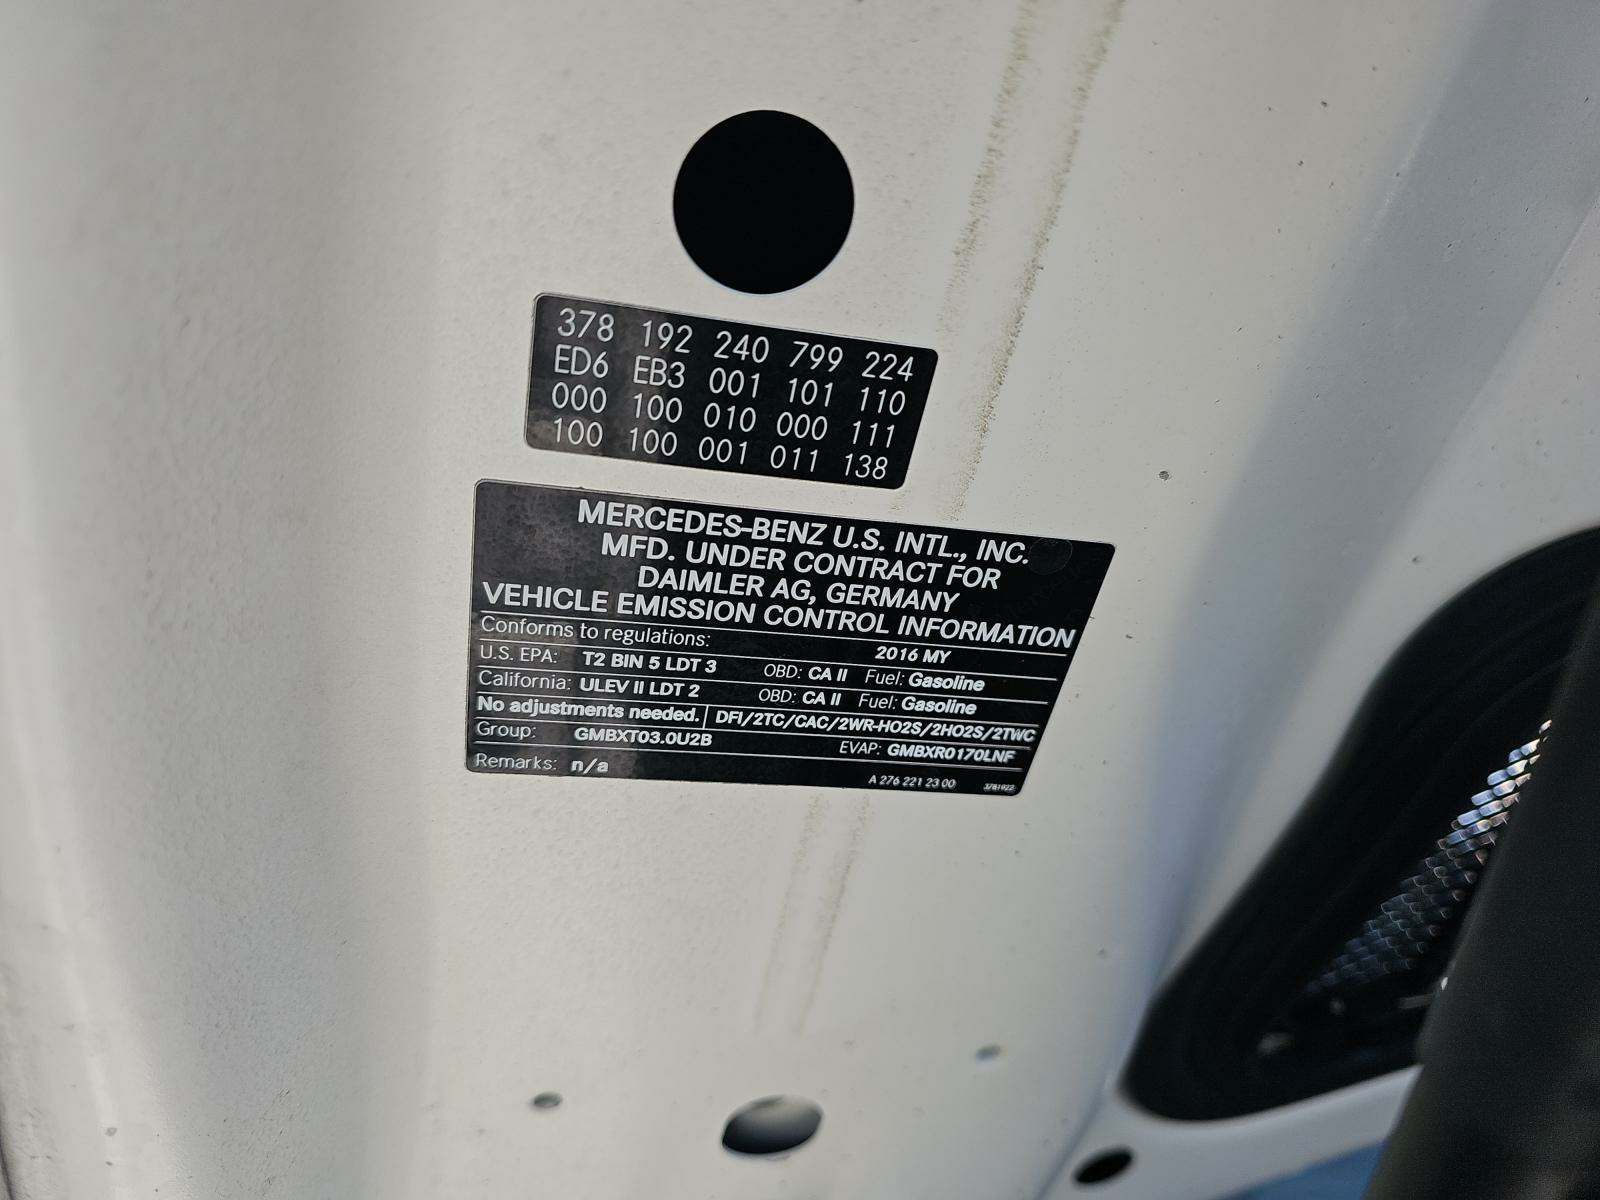 378 192 240 799 224
ED6 EB3 001 101 110
000 100 010 000 111
100 100 001 011 138
MERCEDES-BENZ U.S. INTL., INC.
MFD. UNDER CONTRACT FOR
DAIMLER AG, GERMANY
VEHICLE EMISSION CONTROL INFORMATION
Conforms to regulations: 2016 MY
U.S. EPA: T2 BIN 5 LDT 3 OBD: CA II Fuel: Gasoline
California: ULEV II LDT 2 OBD: CA II Fuel: Gasoline
No adjustments needed. DFI/2TC/CAC/2WR-HO2S/2HO2S/2TWC
Group: GMBXT03.0U2B EVAP: GMBXR0170LNF
Remarks: n/a A 276 221 23 00 3781922